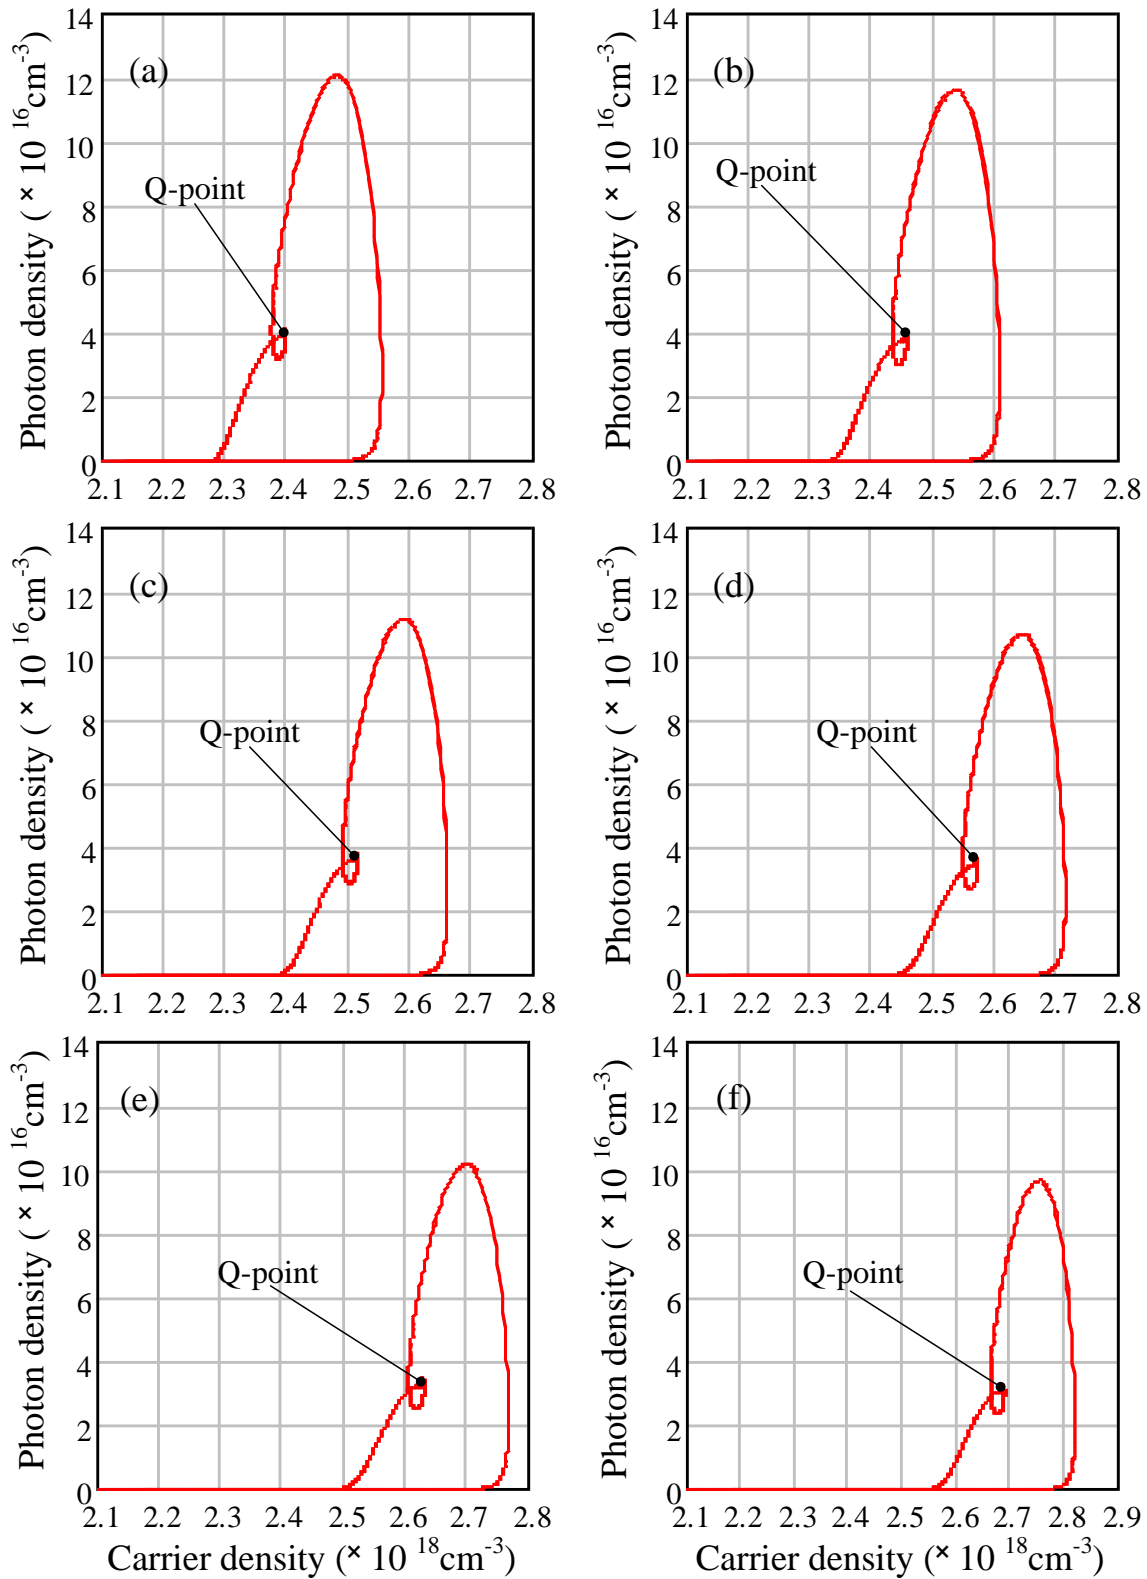 Photon density ( × 10 16cm-3)
14
12
10
8
6
4
2
0
(a)
Q-point
2.1 2.2 2.3 2.4 2.5 2.6 2.7 2.8
Photon density ( × 10 16cm-3)
14
12
10
8
6
4
2
0
(b)
Q-point
2.1 2.2 2.3 2.4 2.5 2.6 2.7 2.8
Photon density ( × 10 16cm-3)
14
12
10
8
6
4
2
0
(c)
Q-point
2.1 2.2 2.3 2.4 2.5 2.6 2.7 2.8
Photon density ( × 10 16cm-3)
14
12
10
8
6
4
2
0
(d)
Q-point
2.1 2.2 2.3 2.4 2.5 2.6 2.7 2.8
Photon density ( × 10 16cm-3)
14
12
10
8
6
4
2
0
(e)
Q-point
2.1 2.2 2.3 2.4 2.5 2.6 2.7 2.8
Carrier density (× 10 18cm-3)
Photon density ( × 10 16cm-3)
14
12
10
8
6
4
2
0
(f)
Q-point
2.1 2.2 2.3 2.4 2.5 2.6 2.7 2.8 2.9
Carrier density (× 10 18cm-3)